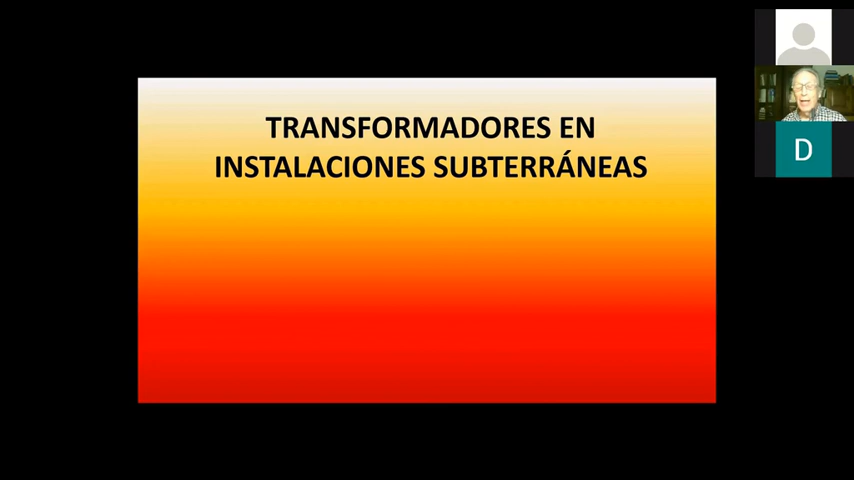 TRANSFORMADORES EN
INSTALACIONES SUBTERRÁNEAS
D